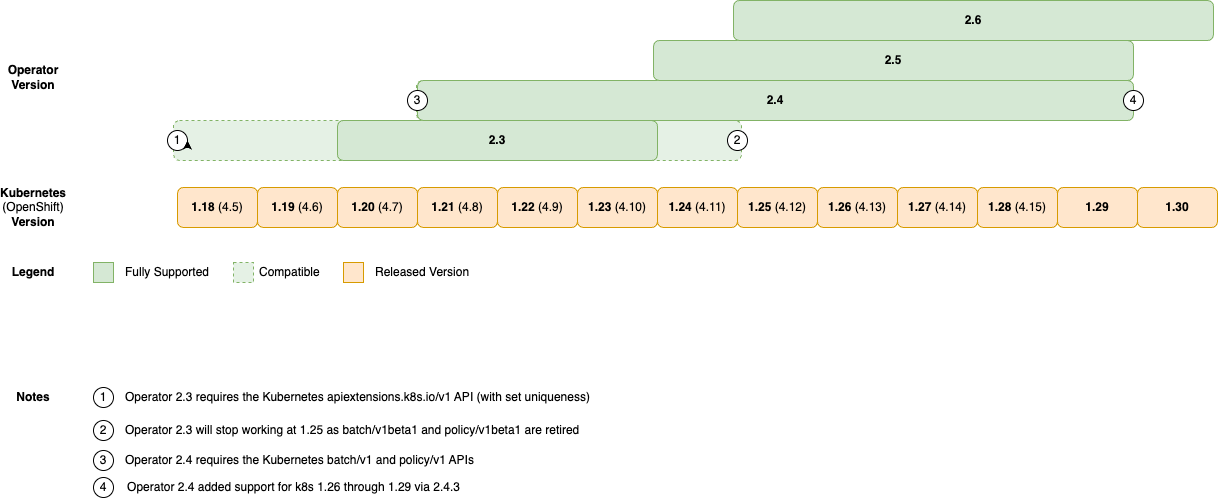 2.6
2.5
Operator
Version
3
2.4
4
1
2.3
2
Kubernetes
(OpenShift)
Version
1.18 (4.5)
1.19 (4.6)
1.20 (4.7)
1.21 (4.8)
1.22 (4.9)
1.23 (4.10)
1.24 (4.11)
1.25 (4.12)
1.26 (4.13)
1.27 (4.14)
1.28 (4.15)
1.29
1.30
Legend
Fully Supported
Compatible
Released Version
Notes
1 Operator 2.3 requires the Kubernetes apiextensions.k8s.io/v1 API (with set uniqueness)
2 Operator 2.3 will stop working at 1.25 as batch/v1beta1 and policy/v1beta1 are retired
3 Operator 2.4 requires the Kubernetes batch/v1 and policy/v1 APIs
4 Operator 2.4 added support for k8s 1.26 through 1.29 via 2.4.3